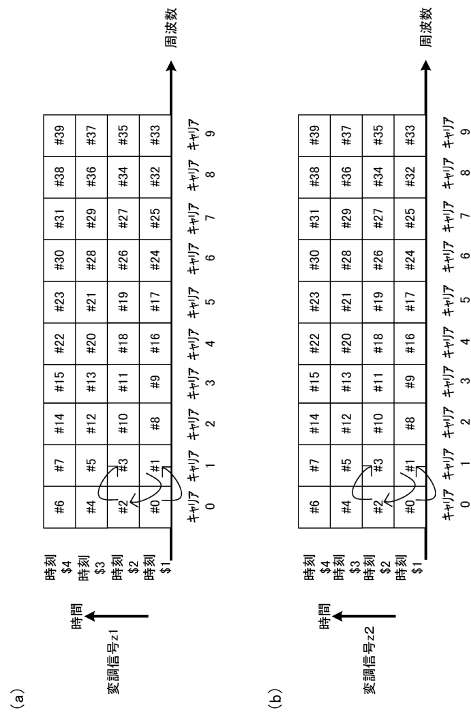 (a)
時間
変調信号z1
時刻 $4
#6 #7 #14 #15 #22 #23 #30 #31 #38 #39
時刻 $3
#4 #5 #12 #13 #20 #21 #28 #29 #36 #37
時刻 $2
#2 #3 #10 #11 #18 #19 #26 #27 #34 #35
時刻 $1
#0 #1 #8 #9 #16 #17 #24 #25 #32 #33
周波数
キャリア 0
キャリア 1
キャリア 2
キャリア 3
キャリア 4
キャリア 5
キャリア 6
キャリア 7
キャリア 8
キャリア 9
(b)
時間
変調信号z2
時刻 $4
#6 #7 #14 #15 #22 #23 #30 #31 #38 #39
時刻 $3
#4 #5 #12 #13 #20 #21 #28 #29 #36 #37
時刻 $2
#2 #3 #10 #11 #18 #19 #26 #27 #34 #35
時刻 $1
#0 #1 #8 #9 #16 #17 #24 #25 #32 #33
周波数
キャリア 0
キャリア 1
キャリア 2
キャリア 3
キャリア 4
キャリア 5
キャリア 6
キャリア 7
キャリア 8
キャリア 9